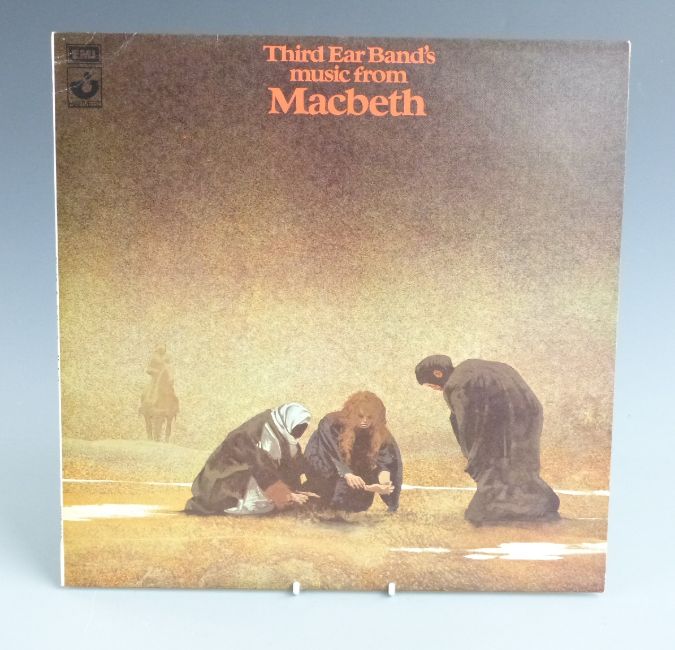 EMI
Third Ear Band's
music from
Macbeth